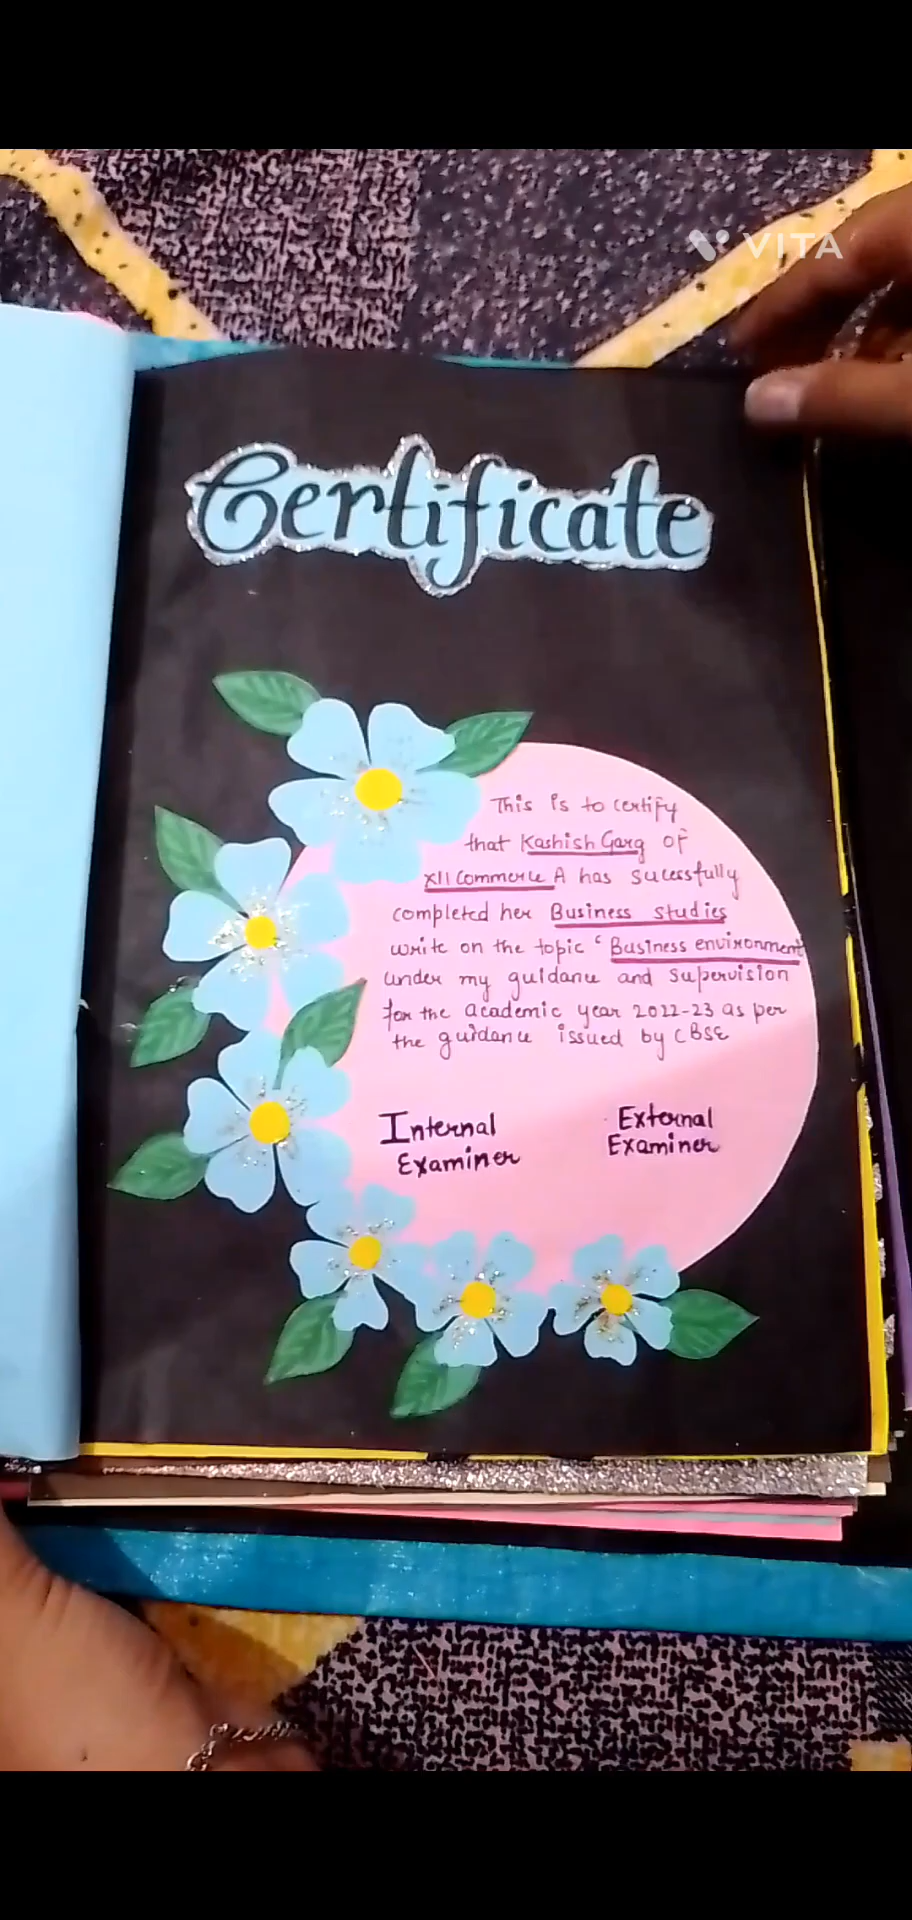 VITA
Certificate
This is to certify
that Kashish Garg of
XII Commerce A has sucessfully
completed her Business studies
write on the topic ‘ Business environment
under my guidance and supervision
for the academic year 2022-23 as per
the guidance issued by CBSE
Internal External
Examiner Examiner